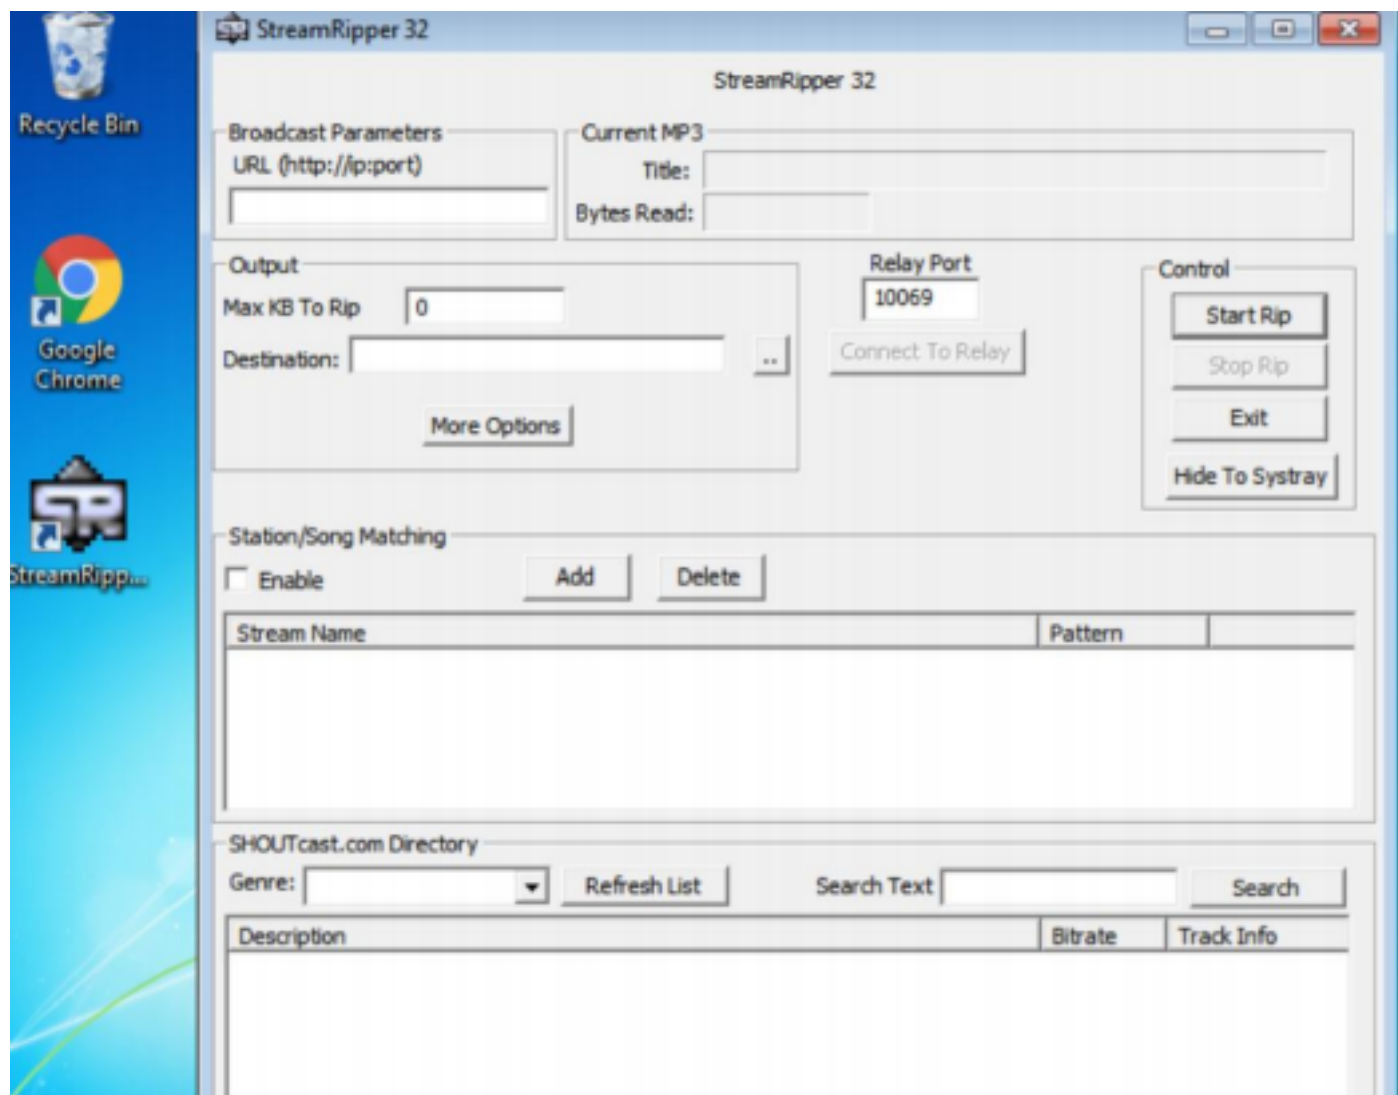 StreamRipper 32
Recycle Bin
Google
Chrome
StreamRipp...
StreamRipper 32
Broadcast Parameters
URL (http://ip:port)
Current MP3
Title:
Bytes Read:
Output
Max KB To Rip 0
Destination: ..
More Options
Relay Port
10069
Connect To Relay
Control
Start Rip
Stop Rip
Exit
Hide To Systray
Station/Song Matching
Enable Add Delete
Stream Name Pattern
SHOUTcast.com Directory
Genre: Refresh List Search Text Search
Description Bitrate Track Info